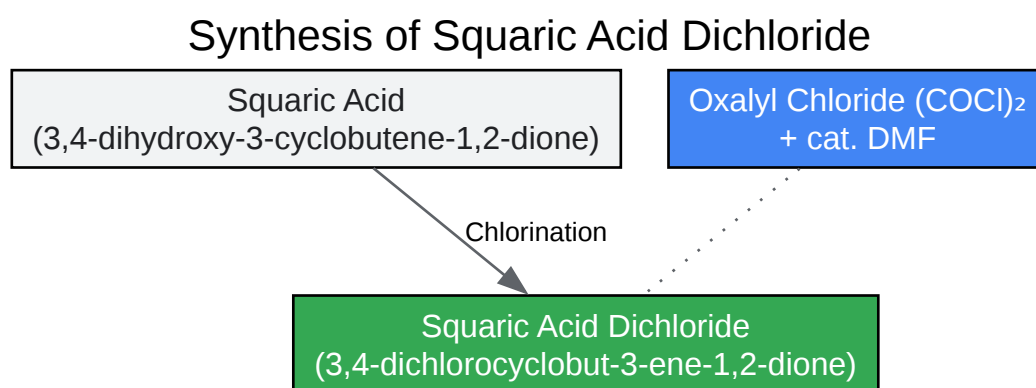 Synthesis of Squaric Acid Dichloride
Squaric Acid
(3,4-dihydroxy-3-cyclobutene-1,2-dione)
Oxalyl Chloride (COCl)₂
+ cat. DMF
Chlorination
Squaric Acid Dichloride
(3,4-dichlorocyclobut-3-ene-1,2-dione)